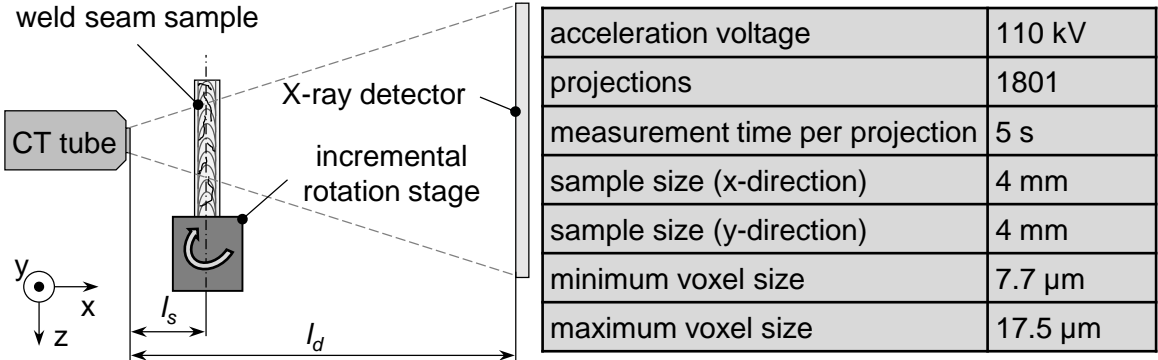 weld seam sample
X-ray detector
CT tube
incremental
rotation stage
y
x
z
lₛ
l_d
acceleration voltage 110 kV
projections 1801
measurement time per projection 5 s
sample size (x-direction) 4 mm
sample size (y-direction) 4 mm
minimum voxel size 7.7 µm
maximum voxel size 17.5 µm